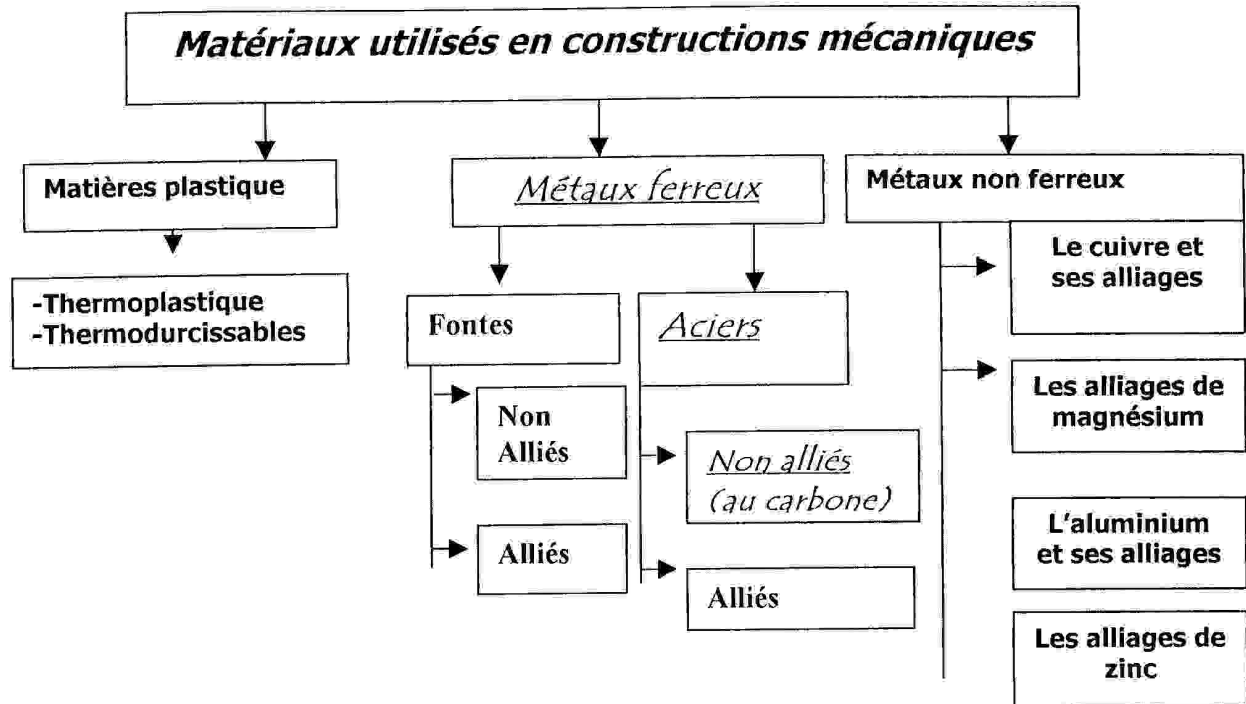 Matériaux utilisés en constructions mécaniques
Matières plastique
Métaux ferreux
Métaux non ferreux
-Thermoplastique
-Thermodurcissables
Fontes
Non
Alliés
Alliés
Aciers
Non alliés
(au carbone)
Alliés
Le cuivre et
ses alliages
Les alliages de
magnésium
L'aluminium
et ses alliages
Les alliages de
zinc